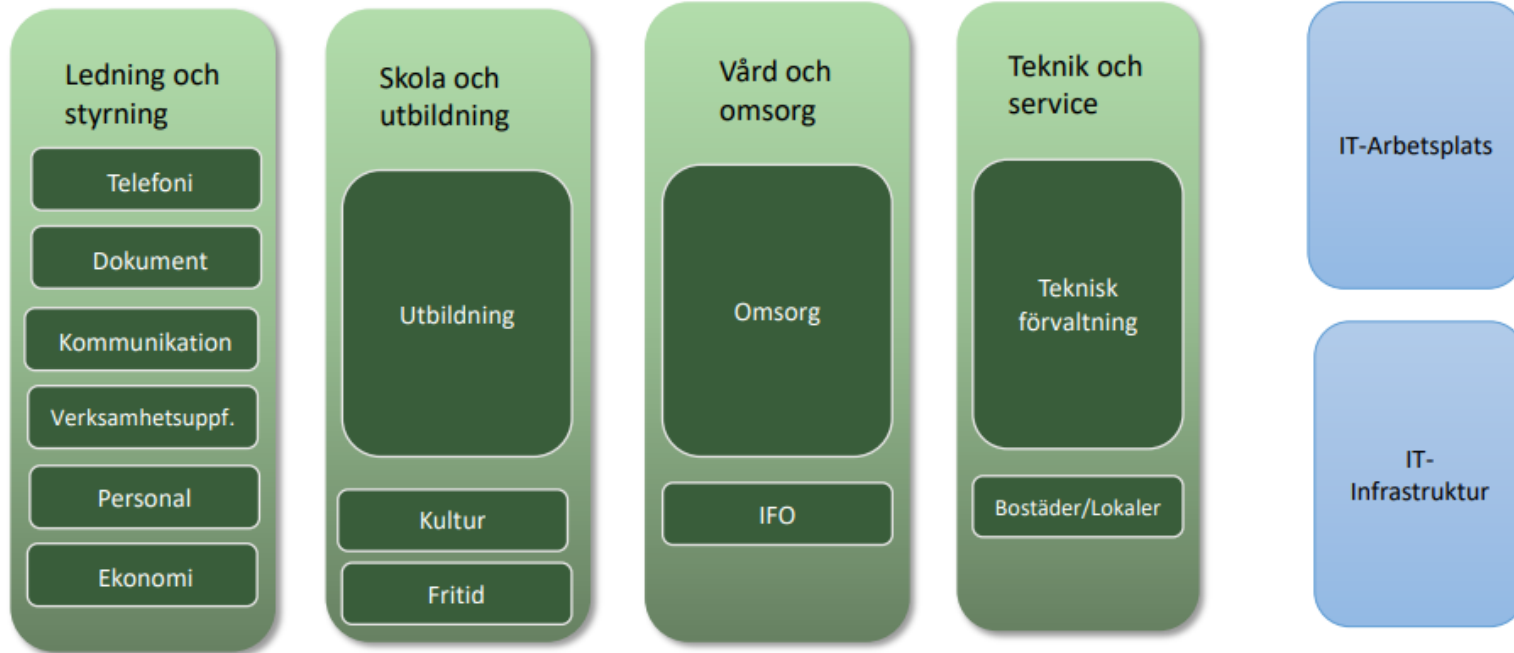 Ledning och
styrning
Telefoni
Dokument
Kommunikation
Verksamhetsuppf.
Personal
Ekonomi
Skola och
utbildning
Utbildning
Kultur
Fritid
Vård och
omsorg
Omsorg
IFO
Teknik och
service
Teknisk
förvaltning
Bostäder/Lokaler
IT-Arbetsplats
IT-
Infrastruktur